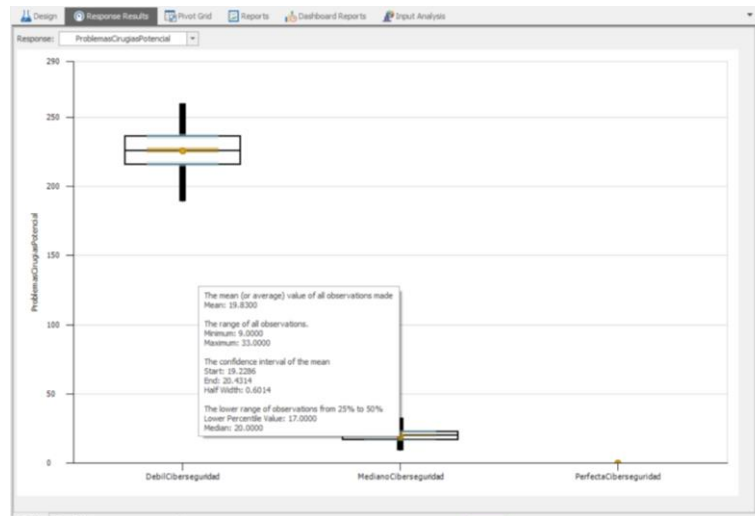 Design Response Results Pivot Grid Reports Dashboard Reports Input Analysis
Response: ProblemasCirugiasPotencial
290
250
200
150
100
50
0
ProblemasCirugiasPotencial
The mean (or average) value of all observations made
Mean: 19.8300
The range of all observations.
Minimum: 9.0000
Maximum: 33.0000
The confidence interval of the mean
Start: 19.2286
End: 20.4314
Half Width: 0.6014
The lower range of observations from 25% to 50%
Lower Percentile Value: 17.0000
Median: 20.0000
DebilCiberseguridad MedianoCiberseguridad PerfectaCiberseguridad